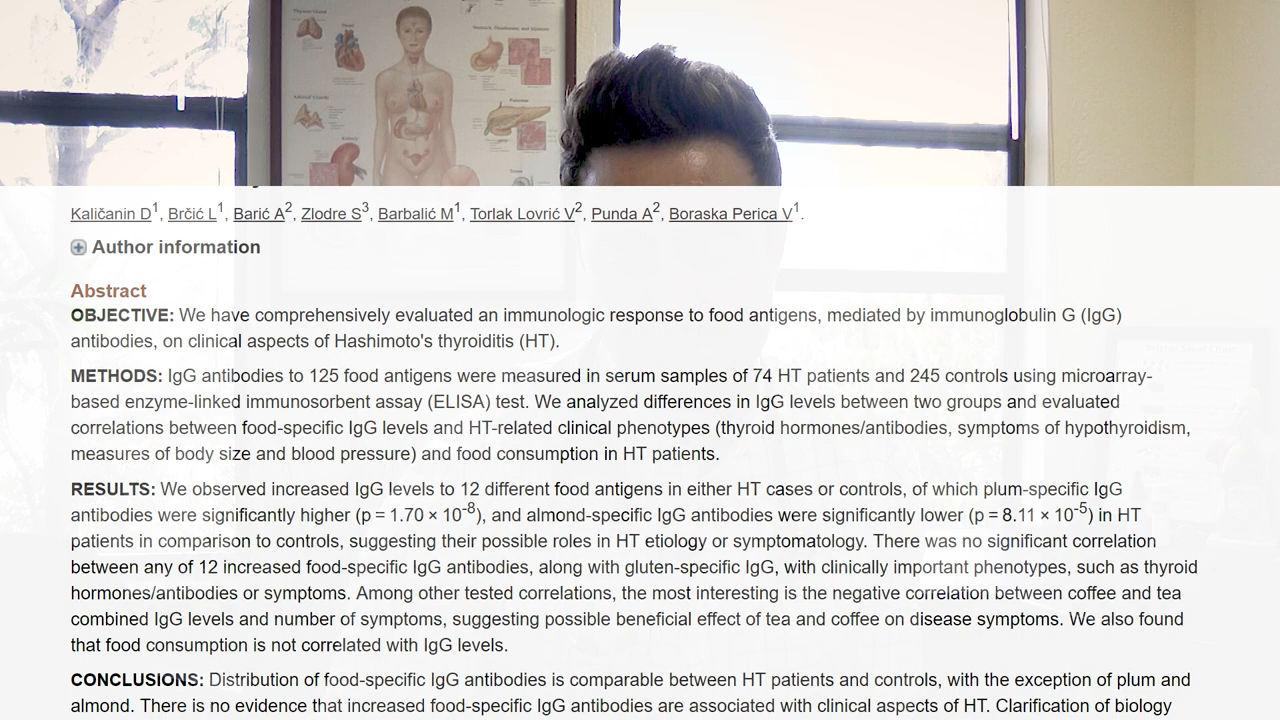 Heart
Stomach, Duodenum, and Jejunum
Pancreas
Kidney
Kaličanin D1, Brčić L1, Barić A2, Zlodre S3, Barbalić M1, Torlak Lovrić V2, Punda A2, Boraska Perica V1.
Author information
Abstract
OBJECTIVE: We have comprehensively evaluated an immunologic response to food antigens, mediated by immunoglobulin G (IgG)
antibodies, on clinical aspects of Hashimoto's thyroiditis (HT).
METHODS: IgG antibodies to 125 food antigens were measured in serum samples of 74 HT patients and 245 controls using microarray-
based enzyme-linked immunosorbent assay (ELISA) test. We analyzed differences in IgG levels between two groups and evaluated
correlations between food-specific IgG levels and HT-related clinical phenotypes (thyroid hormones/antibodies, symptoms of hypothyroidism,
measures of body size and blood pressure) and food consumption in HT patients.
RESULTS: We observed increased IgG levels to 12 different food antigens in either HT cases or controls, of which plum-specific IgG
antibodies were significantly higher (p = 1.70 × 10-8), and almond-specific IgG antibodies were significantly lower (p = 8.11 × 10-5) in HT
patients in comparison to controls, suggesting their possible roles in HT etiology or symptomatology. There was no significant correlation
between any of 12 increased food-specific IgG antibodies, along with gluten-specific IgG, with clinically important phenotypes, such as thyroid
hormones/antibodies or symptoms. Among other tested correlations, the most interesting is the negative correlation between coffee and tea
combined IgG levels and number of symptoms, suggesting possible beneficial effect of tea and coffee on disease symptoms. We also found
that food consumption is not correlated with IgG levels.
CONCLUSIONS: Distribution of food-specific IgG antibodies is comparable between HT patients and controls, with the exception of plum and
almond. There is no evidence that increased food-specific IgG antibodies are associated with clinical aspects of HT. Clarification of biology